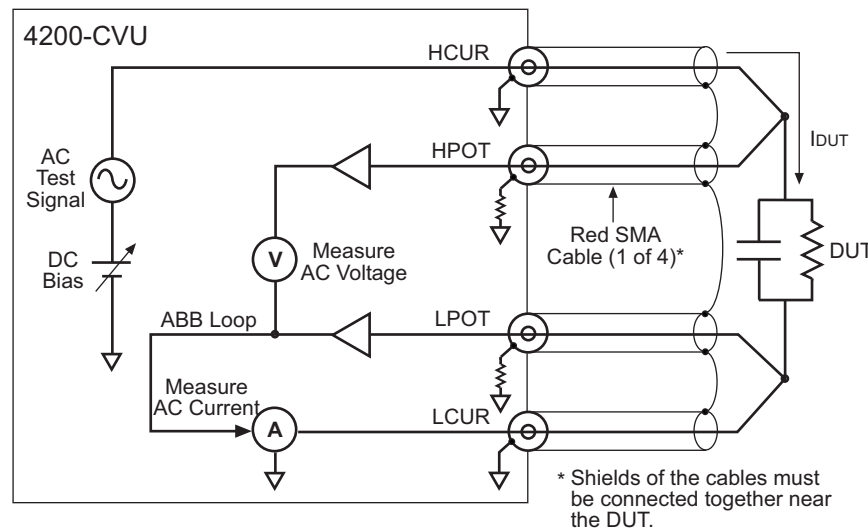 4200-CVU
HCUR
HPOT
AC
Test
Signal
IDUT
V
Measure
AC Voltage
Red SMA
Cable (1 of 4)*
DUT
DC
Bias
ABB Loop
LPOT
Measure
AC Current
A
LCUR
* Shields of the cables must
be connected together near
the DUT.